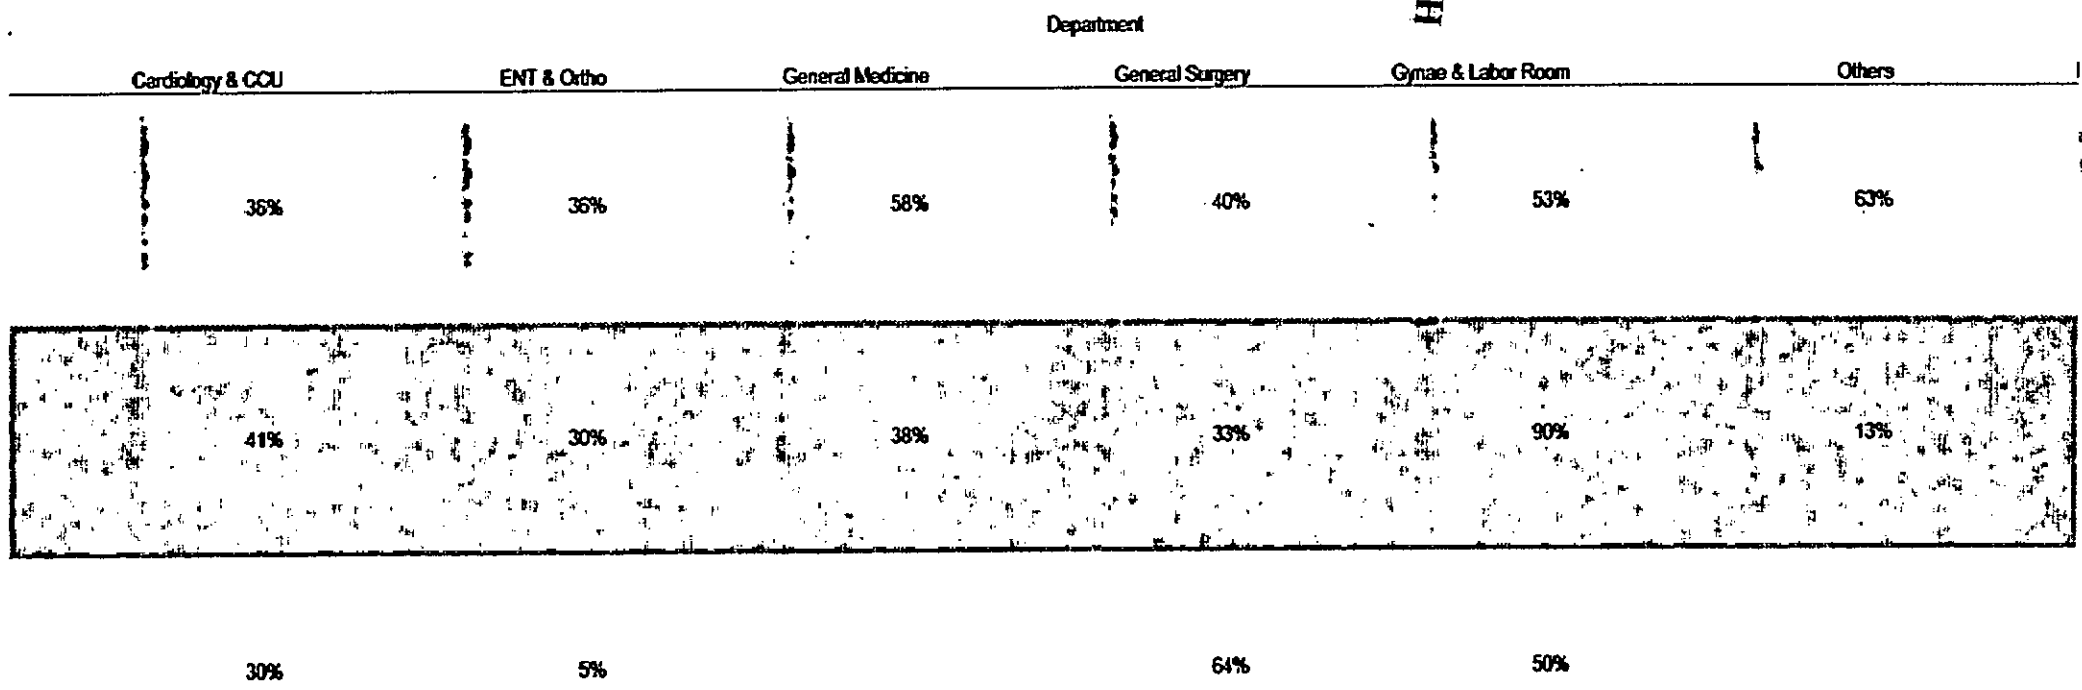 Department
Cardiology & CCU ENT & Ortho General Medicine General Surgery Gynae & Labor Room Others
36% 36% 58% 40% 53% 63%
41% 30% 38% 33% 90% 13%
30% 5% 64% 50%